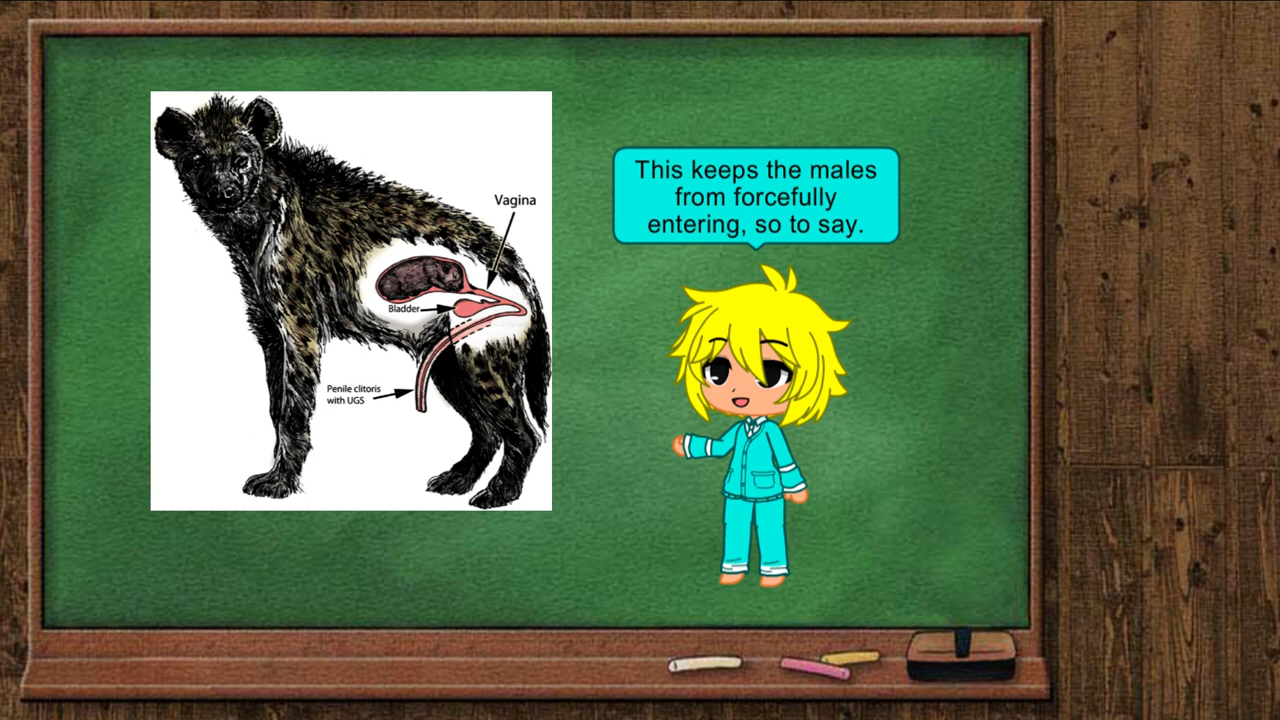 Vagina
Bladder
Penile clitoris
with UGS
This keeps the males
from forcefully
entering, so to say.